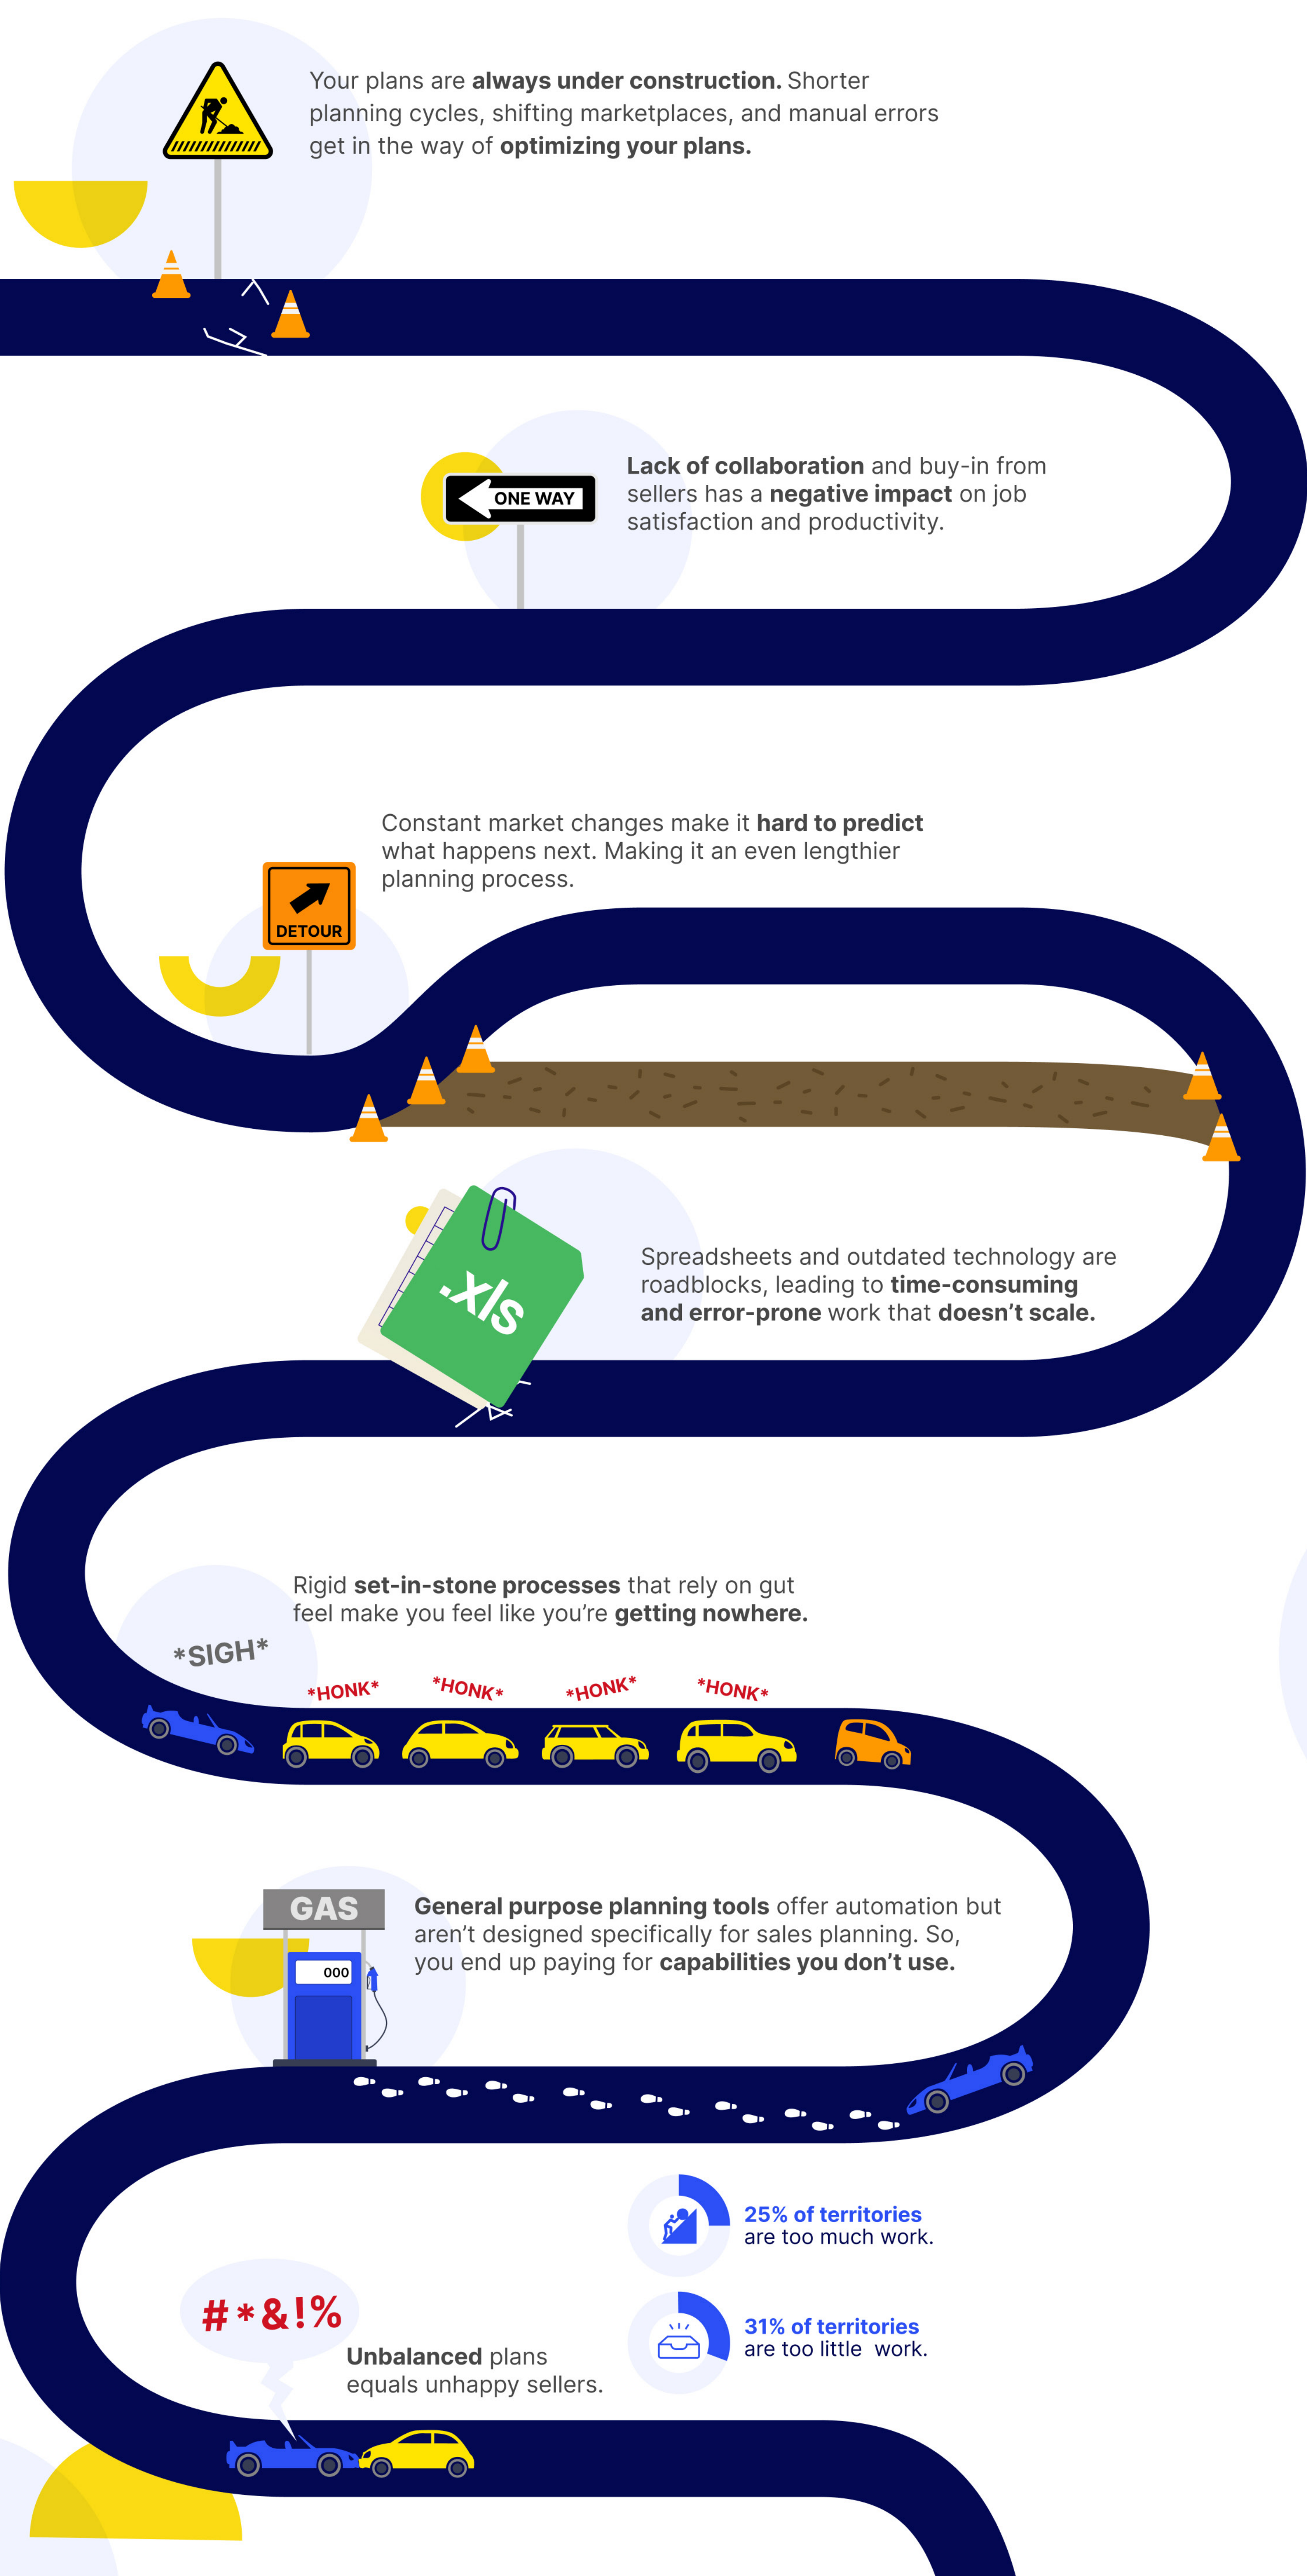 Your plans are always under construction. Shorter
planning cycles, shifting marketplaces, and manual errors
get in the way of optimizing your plans.
ONE WAY
Lack of collaboration and buy-in from
sellers has a negative impact on job
satisfaction and productivity.
Constant market changes make it hard to predict
what happens next. Making it an even lengthier
planning process.
DETOUR
.xls
Spreadsheets and outdated technology are
roadblocks, leading to time-consuming
and error-prone work that doesn't scale.
Rigid set-in-stone processes that rely on gut
feel make you feel like you're getting nowhere.
*SIGH*
*HONK*
*HONK*
*HONK*
*HONK*
GAS
000
General purpose planning tools offer automation but
aren't designed specifically for sales planning. So,
you end up paying for capabilities you don't use.
25% of territories
are too much work.
31% of territories
are too little work.
#*&!%
Unbalanced plans
equals unhappy sellers.